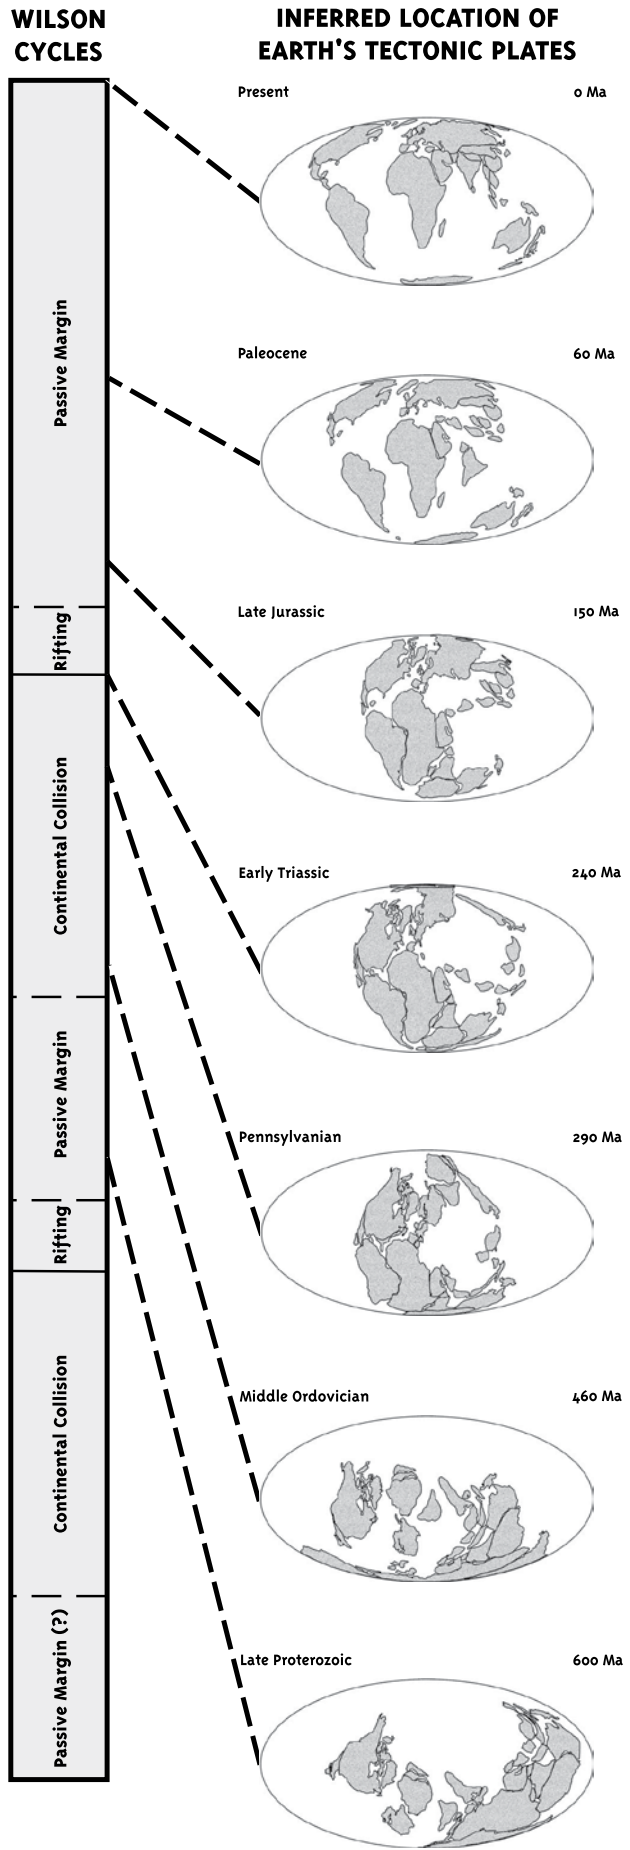 WILSON
CYCLES
INFERRED LOCATION OF
EARTH'S TECTONIC PLATES
Present 0 Ma
Paleocene 60 Ma
Late Jurassic 150 Ma
Early Triassic 240 Ma
Pennsylvanian 290 Ma
Middle Ordovician 460 Ma
Late Proterozoic 600 Ma
Passive Margin
Rifting
Continental Collision
Passive Margin
Rifting
Continental Collision
Passive Margin (?)